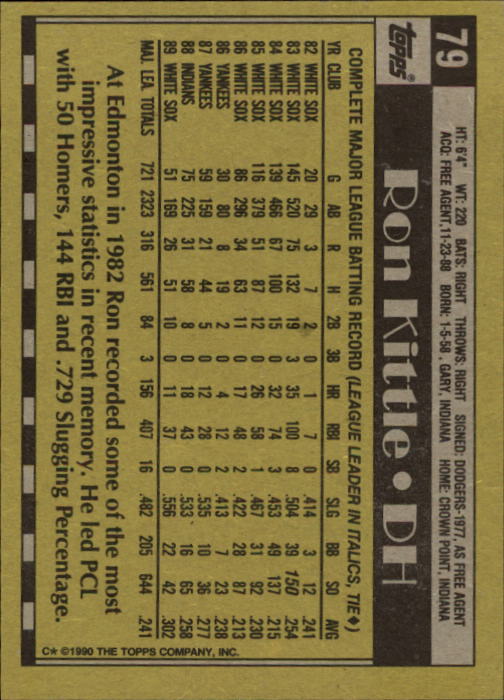 79
HT: 6'4" WT: 220 BATS: RIGHT THROWS: RIGHT SIGNED: DODGERS-1977, AS FREE AGENT
ACQ: FREE AGENT, 11-23-88 BORN: 1-5-58, GARY, INDIANA HOME: CROWN POINT, INDIANA
TOPPS®
Ron Kittle • DH
COMPLETE MAJOR LEAGUE BATTING RECORD (LEAGUE LEADER IN ITALICS, TIE♦)
YR CLUB G AB R H 2B 3B HR RBI SB SLG BB SO AVG
82 WHITE SOX 20 29 3 7 2 0 1 7 0 .414 3 12 .241
83 WHITE SOX 145 520 75 132 19 3 35 100 8 .504 39 150 .254
84 WHITE SOX 139 466 67 100 15 0 32 74 3 .453 49 137 .215
85 WHITE SOX 116 379 51 87 12 0 26 58 1 .467 31 92 .230
86 WHITE SOX 86 296 34 63 11 0 17 48 2 .422 28 87 .213
86 YANKEES 30 80 8 19 2 0 4 12 2 .413 7 23 .238
87 YANKEES 59 159 21 44 5 0 12 28 0 .535 10 36 .277
88 INDIANS 75 225 31 58 8 0 18 43 0 .533 16 65 .258
89 WHITE SOX 51 169 26 51 10 0 11 37 0 .556 22 42 .302
MAJ. LEA. TOTALS 721 2323 316 561 84 3 156 407 16 .482 205 644 .241
At Edmonton in 1982 Ron recorded some of the most
impressive statistics in recent memory. He led PCL
with 50 Homers, 144 RBI and .729 Slugging Percentage.
C★ ©1990 THE TOPPS COMPANY, INC.